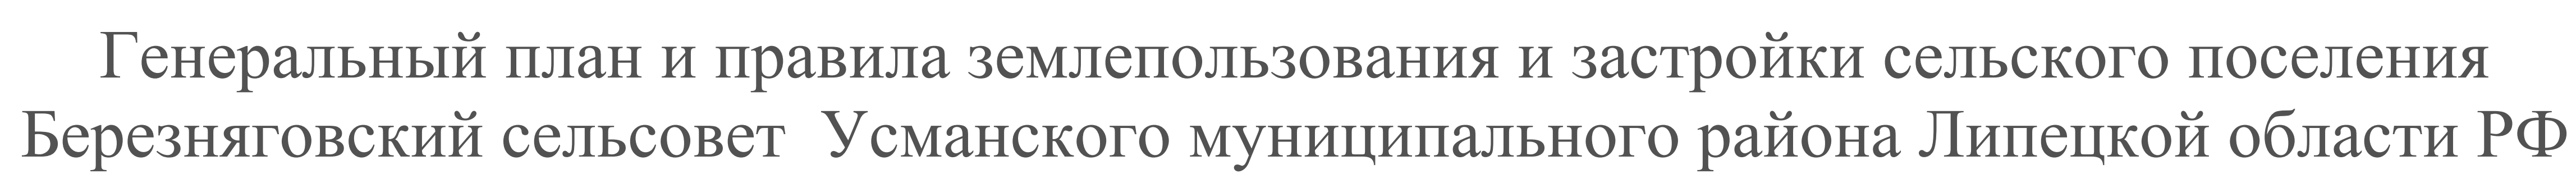 Генеральный план и правила землепользования и застройки сельского поселения
Березняговский сельсовет  Усманского муниципального района Липецкой области РФ